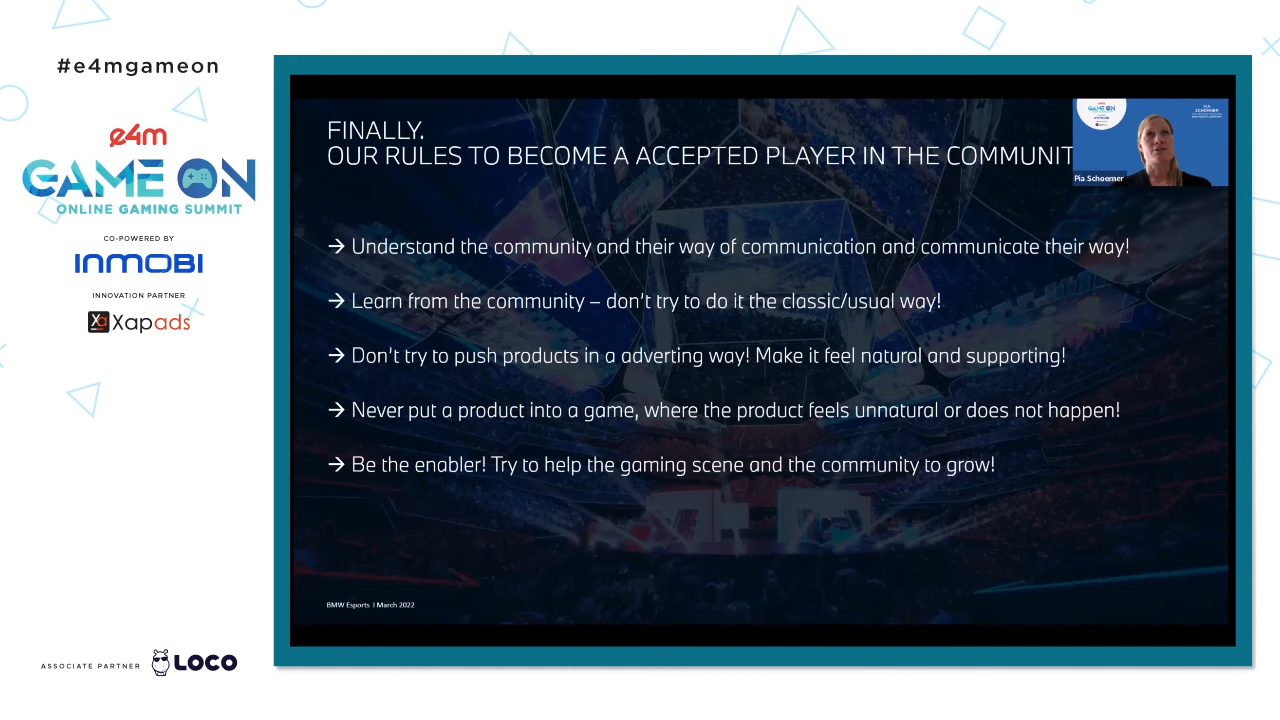 #e4mgameon
e4m
GAME ON
ONLINE GAMING SUMMIT
CO-POWERED BY
INMOBI
INNOVATION PARTNER
Xa Xapads
ASSOCIATE PARTNER
LOCO
FINALLY.
OUR RULES TO BECOME A ACCEPTED PLAYER IN THE COMMUNIT
Pia Schoerner
→ Understand the community and their way of communication and communicate their way!
→ Learn from the community – don't try to do it the classic/usual way!
→ Don't try to push products in a adverting way! Make it feel natural and supporting!
→ Never put a product into a game, where the product feels unnatural or does not happen!
→ Be the enabler! Try to help the gaming scene and the community to grow!
BMW Esports I March 2022